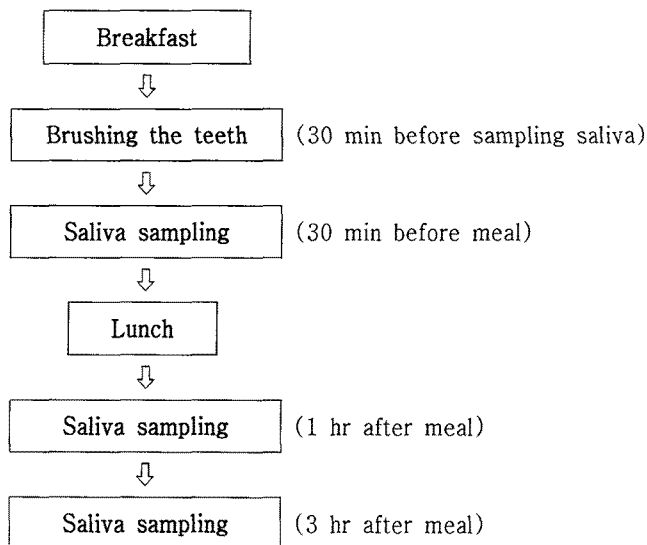 Breakfast
Brushing the teeth (30 min before sampling saliva)
Saliva sampling (30 min before meal)
Lunch
Saliva sampling (1 hr after meal)
Saliva sampling (3 hr after meal)